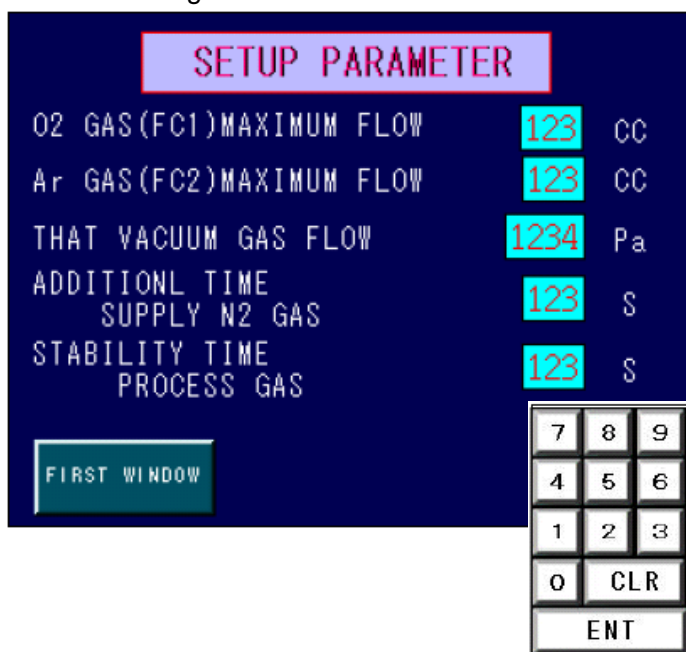 SETUP PARAMETER
O2 GAS(FC1)MAXIMUM FLOW 123 CC
Ar GAS(FC2)MAXIMUM FLOW 123 CC
THAT VACUUM GAS FLOW 1234 Pa
ADDITIONL TIME
SUPPLY N2 GAS 123 S
STABILITY TIME
PROCESS GAS 123 S
FIRST WINDOW
7 8 9
4 5 6
1 2 3
0 CLR
ENT